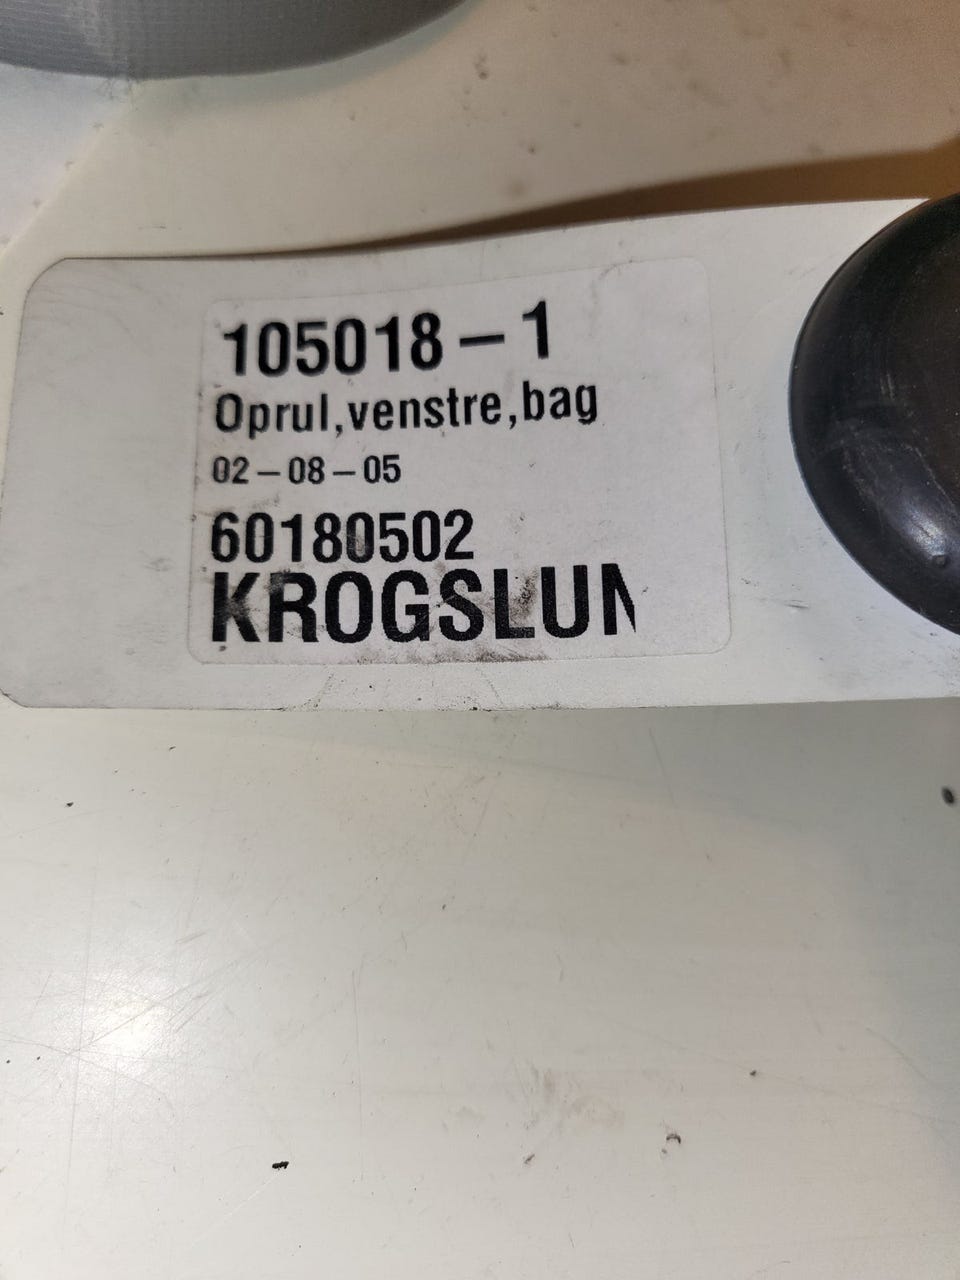 105018-1
Oprul,venstre,bag
02-08-05
60180502
KROGSLUN